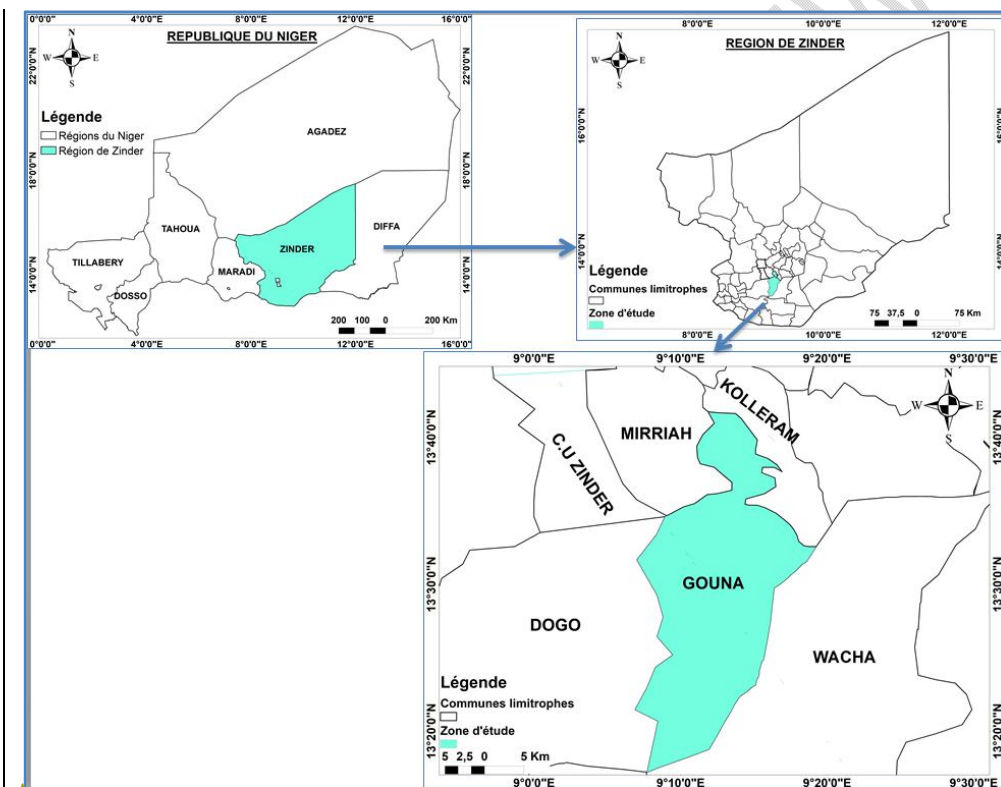 0°0'0"E 4°0'0"E 8°0'0"E 12°0'0"E 16°0'0"E
REPUBLIQUE DU NIGER
N
W E
S
22°0'0"N
18°0'0"N
14°0'0"N
Légende
Régions du Niger
Région de Zinder
AGADEZ
TAHOUA
DIFFA
ZINDER
TILLABERY
MARADI
DOSSO
200 100 0 200 Km
22°0'0"N
18°0'0"N
14°0'0"N
0°0'0"E 4°0'0"E 8°0'0"E 12°0'0"E 16°0'0"E
8°0'0"E 10°0'0"E 12°0'0"E
REGION DE ZINDER
N
W E
S
16°0'0"N
14°0'0"N
Légende
Communes limitrophes
Zone d'étude
75 37,5 0 75 Km
16°0'0"N
14°0'0"N
8°0'0"E 10°0'0"E 12°0'0"E
9°0'0"E 9°10'0"E 9°20'0"E 9°30'0"E
N
W E
S
13°40'0"N
13°30'0"N
13°20'0"N
KOLLERAM
MIRRIAH
C.U ZINDER
GOUNA
DOGO
WACHA
Légende
Communes limitrophes
Zone d'étude
5 2,5 0 5 Km
13°40'0"N
13°30'0"N
13°20'0"N
9°0'0"E 9°10'0"E 9°20'0"E 9°30'0"E